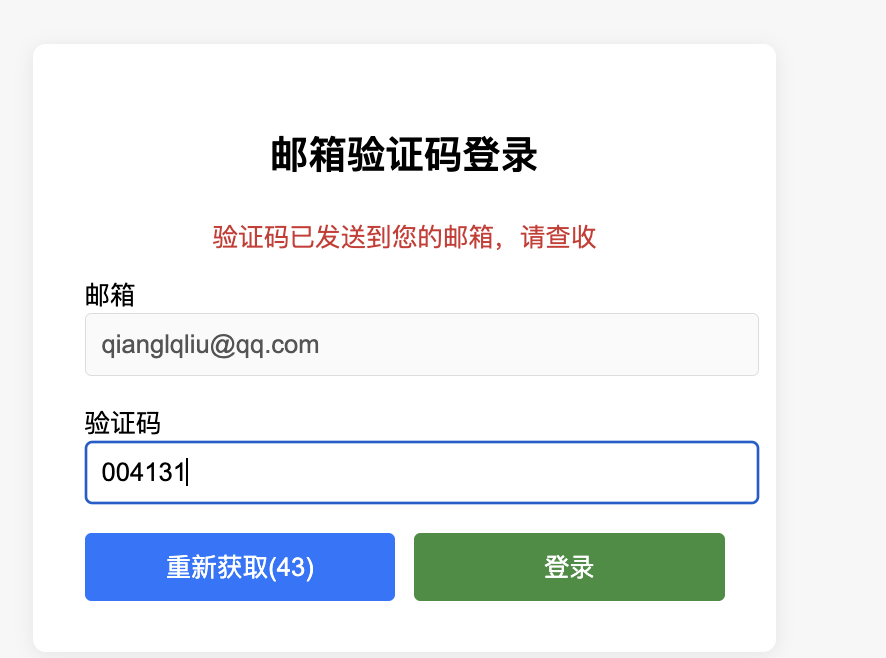 邮箱验证码登录
验证码已发送到您的邮箱，请查收
邮箱
qianglqliu@qq.com
验证码
004131
重新获取(43)
登录